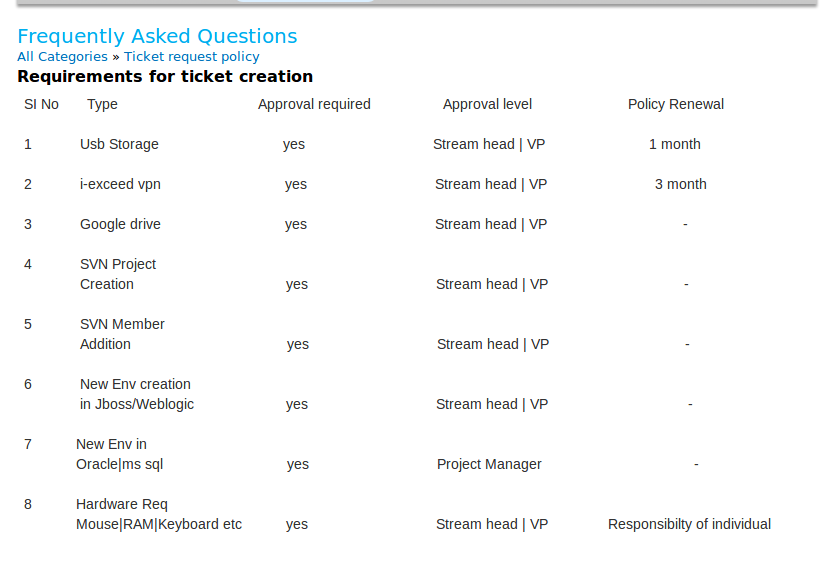 Frequently Asked Questions
All Categories » Ticket request policy
Requirements for ticket creation
SI No Type Approval required Approval level Policy Renewal
1 Usb Storage yes Stream head | VP 1 month
2 i-exceed vpn yes Stream head | VP 3 month
3 Google drive yes Stream head | VP -
4 SVN Project
Creation yes Stream head | VP -
5 SVN Member
Addition yes Stream head | VP -
6 New Env creation
in Jboss/Weblogic yes Stream head | VP -
7 New Env in
Oracle|ms sql yes Project Manager -
8 Hardware Req
Mouse|RAM|Keyboard etc yes Stream head | VP Responsibilty of individual